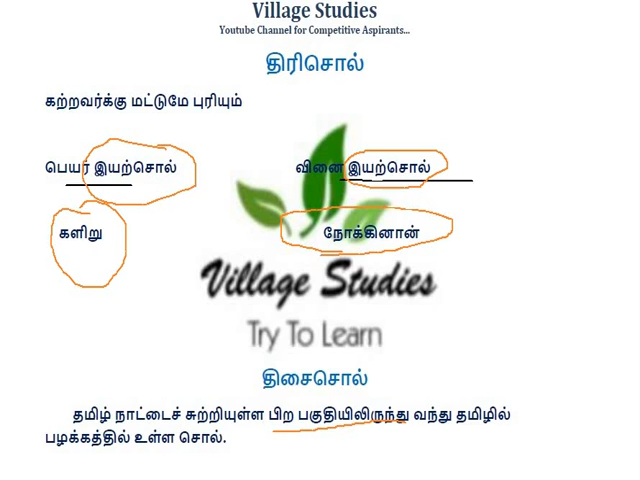 Village Studies
Youtube Channel for Competitive Aspirants...
திரிசொல்
கற்றவர்க்கு மட்டுமே புரியும்
பெயர் இயற்சொல் வினை இயற்சொல்
களிறு நோக்கினான்
Village Studies
Try To Learn
திசைசொல்
தமிழ் நாட்டைச் சுற்றியுள்ள பிற பகுதியிலிருந்து வந்து தமிழில்
பழக்கத்தில் உள்ள சொல்.